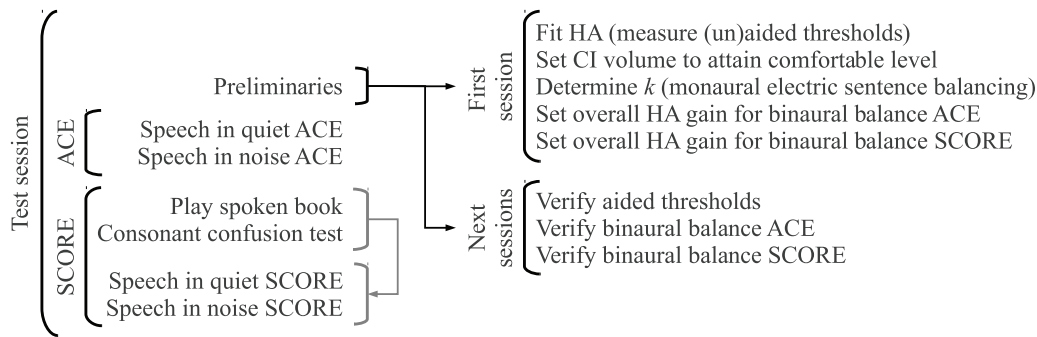 Test session
Preliminaries
ACE
Speech in quiet ACE
Speech in noise ACE
SCORE
Play spoken book
Consonant confusion test
Speech in quiet SCORE
Speech in noise SCORE
First
session
Fit HA (measure (un)aided thresholds)
Set CI volume to attain comfortable level
Determine k (monaural electric sentence balancing)
Set overall HA gain for binaural balance ACE
Set overall HA gain for binaural balance SCORE
Next
sessions
Verify aided thresholds
Verify binaural balance ACE
Verify binaural balance SCORE